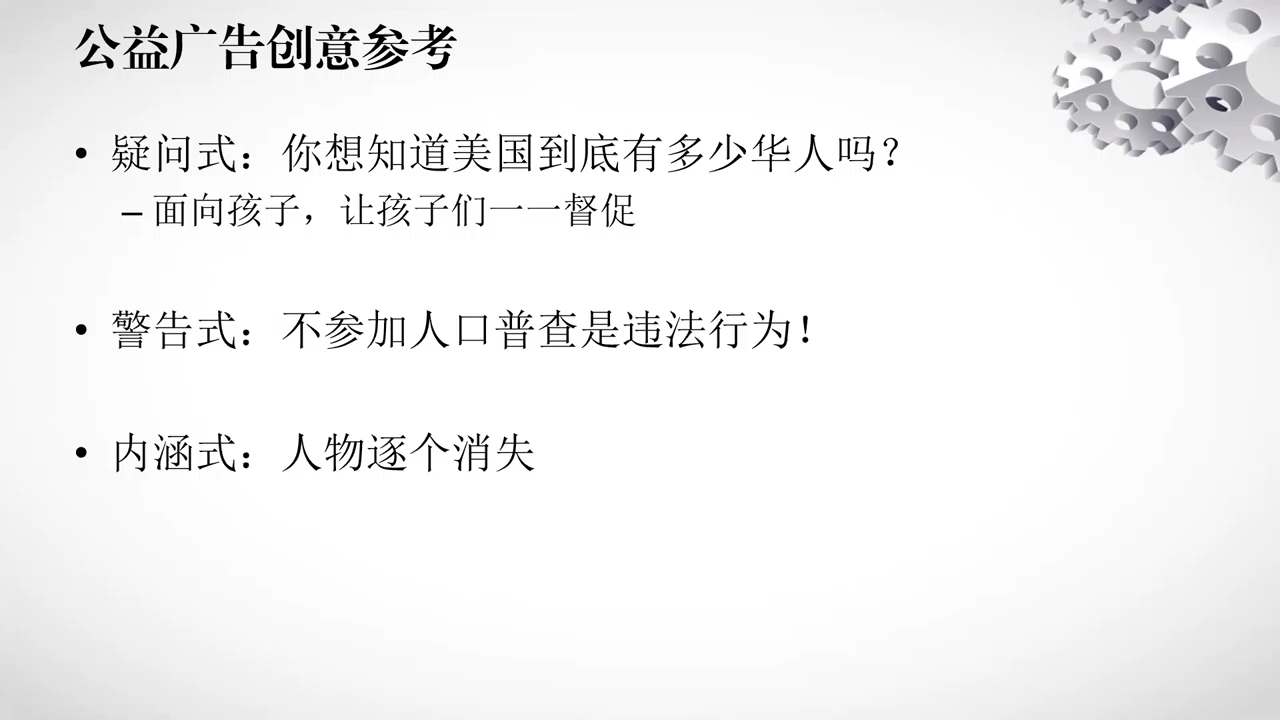 公益广告创意参考
• 疑问式：你想知道美国到底有多少华人吗？
– 面向孩子，让孩子们一一督促
• 警告式：不参加人口普查是违法行为！
• 内涵式：人物逐个消失